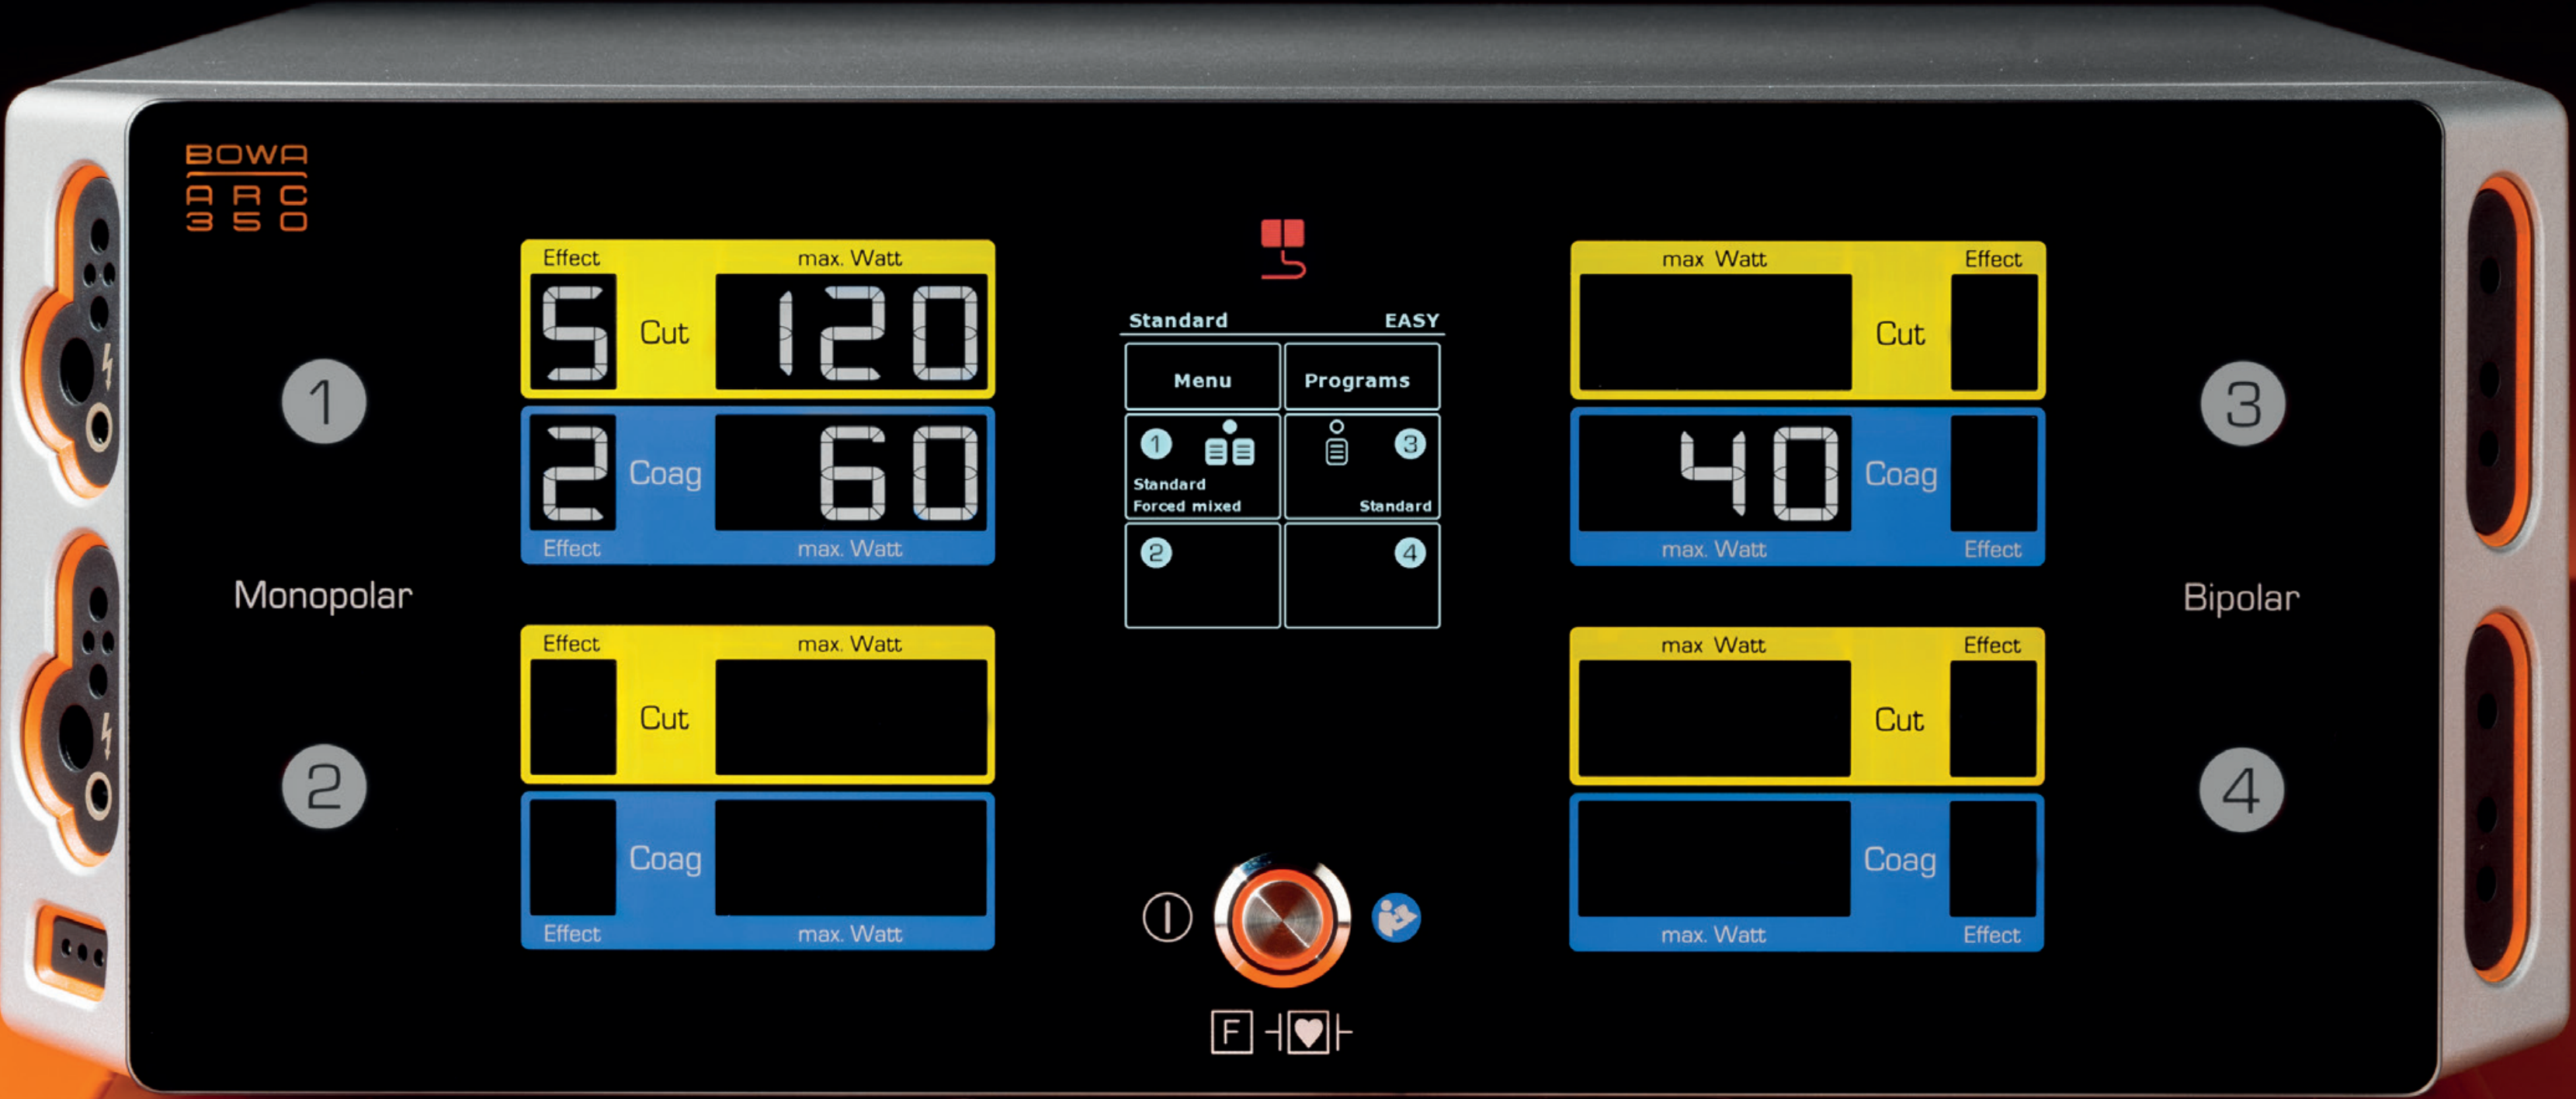 BOWA
ARC
350
Effect max. Watt
5 Cut 120
2 Coag 60
Effect max. Watt
1
Monopolar
Effect max. Watt
Cut
Coag
Effect max. Watt
2
Standard EASY
Menu Programs
1 3
Standard
Forced mixed Standard
2 4
F
max Watt Effect
Cut
40 Coag
max. Watt Effect
3
Bipolar
max Watt Effect
Cut
Coag
max. Watt Effect
4